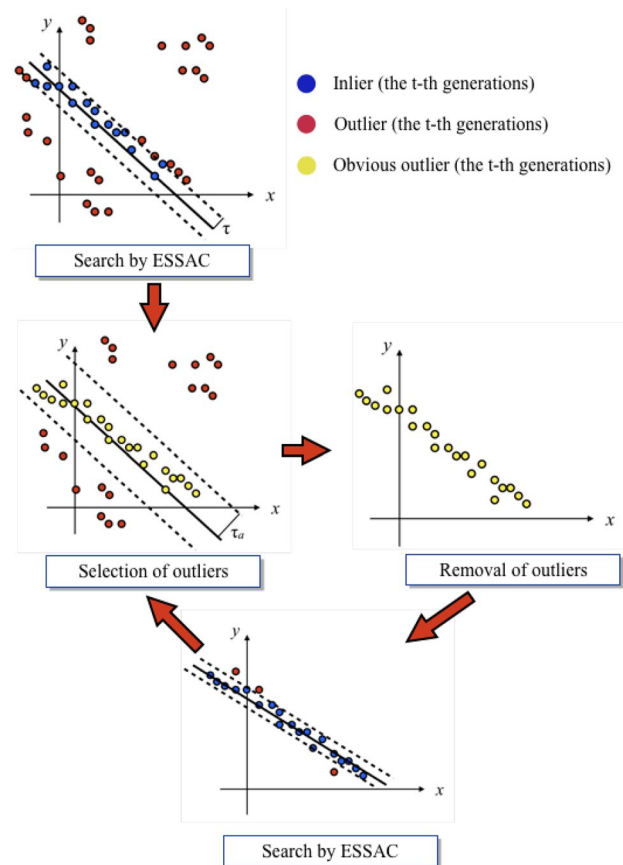 y
Inlier (the t-th generations)
Outlier (the t-th generations)
Obvious outlier (the t-th generations)
x
τ
Search by ESSAC
y
y
x
x
τa
Selection of outliers
Removal of outliers
y
x
Search by ESSAC